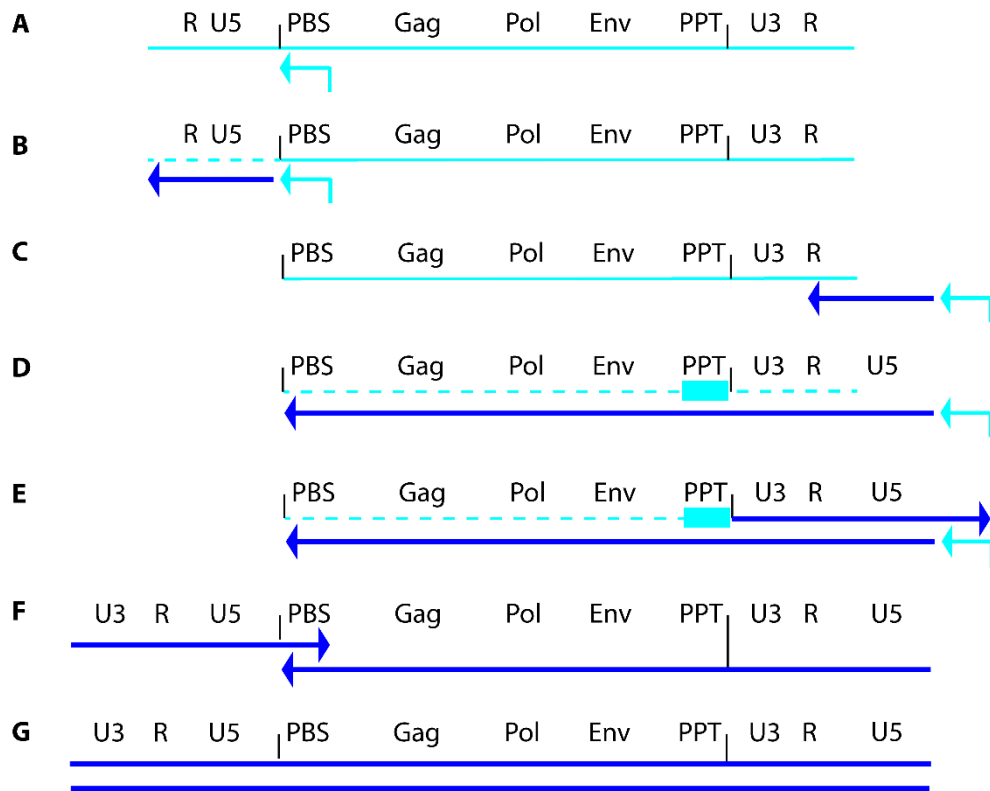 A R U5 PBS Gag Pol Env PPT U3 R
B R U5 PBS Gag Pol Env PPT U3 R
C PBS Gag Pol Env PPT U3 R
D PBS Gag Pol Env PPT U3 R U5
E PBS Gag Pol Env PPT U3 R U5
F U3 R U5 PBS Gag Pol Env PPT U3 R U5
G U3 R U5 PBS Gag Pol Env PPT U3 R U5